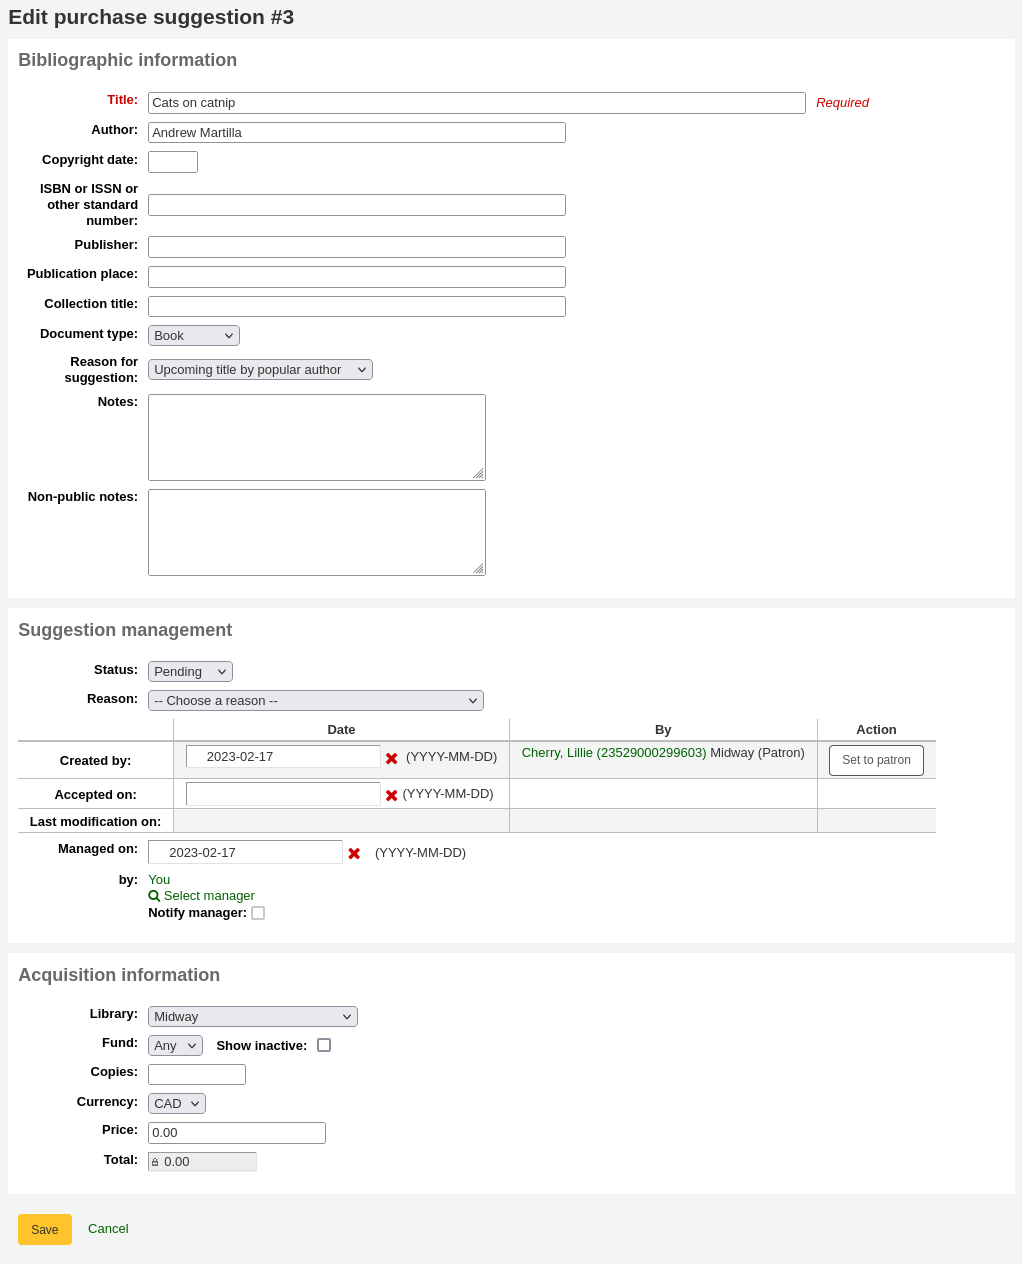 Edit purchase suggestion #3
Bibliographic information
Title: Cats on catnip Required
Author: Andrew Martilla
Copyright date:
ISBN or ISSN or
other standard
number:
Publisher:
Publication place:
Collection title:
Document type: Book
Reason for
suggestion: Upcoming title by popular author
Notes:
Non-public notes:
Suggestion management
Status: Pending
Reason: -- Choose a reason --
Date By Action
Created by: 2023-02-17 (YYYY-MM-DD) Cherry, Lillie (23529000299603) Midway (Patron) Set to patron
Accepted on: (YYYY-MM-DD)
Last modification on:
Managed on: 2023-02-17 (YYYY-MM-DD)
by: You
Select manager
Notify manager:
Acquisition information
Library: Midway
Fund: Any Show inactive:
Copies:
Currency: CAD
Price: 0.00
Total: 0.00
Save Cancel